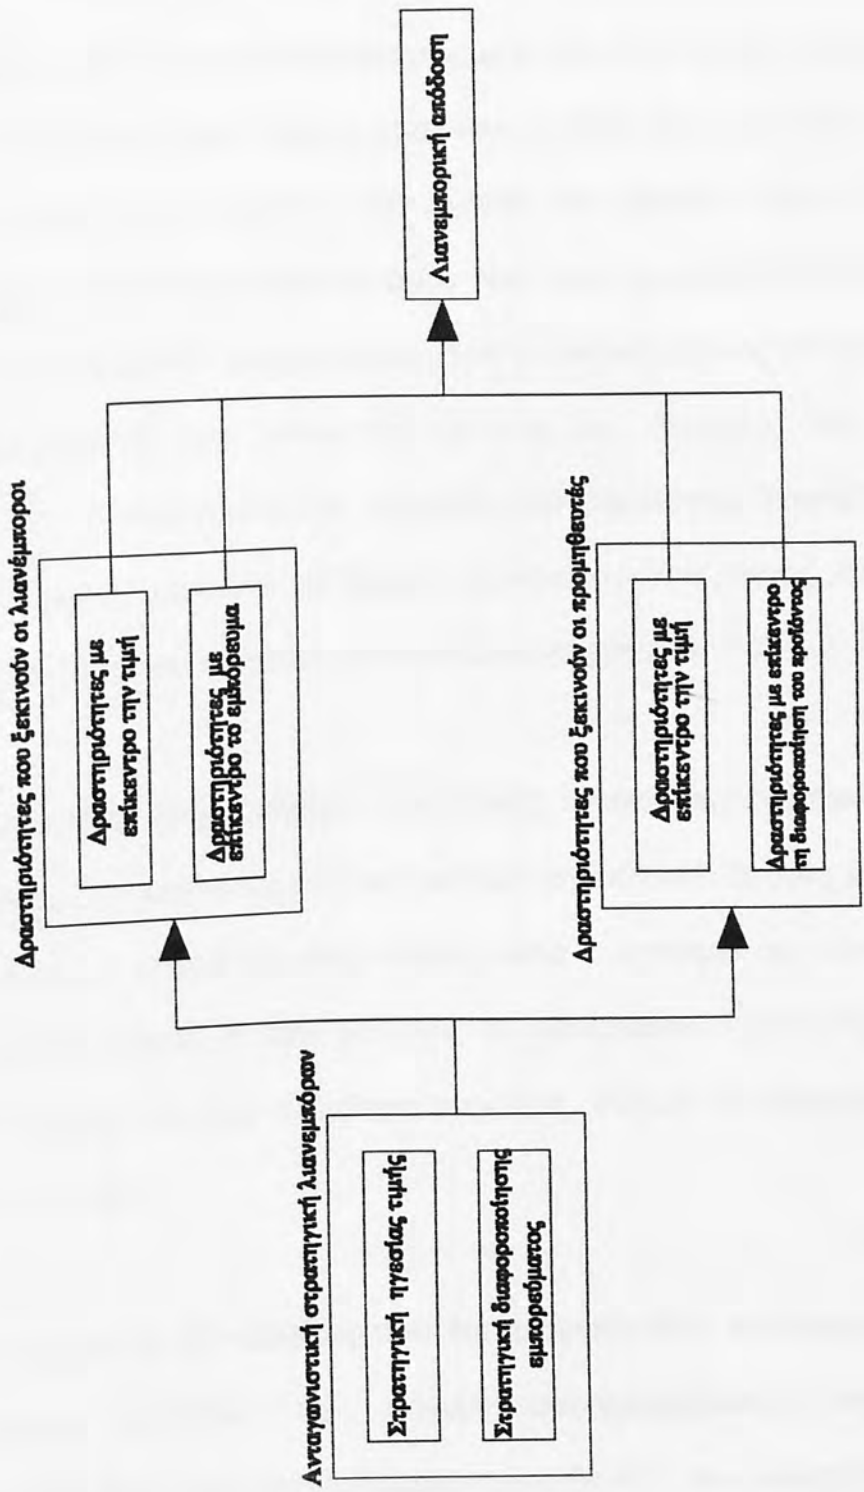 Ανταγωνιστική στρατηγική λιανεμπόρων
Στρατηγική ηγεσίας τιμής
Στρατηγική διαφοροποίησης
εμπορεύματος
Δραστηριότητες που ξεκινούν οι λιανέμποροι
Δραστηριότητες με
επίκεντρο την τιμή
Δραστηριότητες με
επίκεντρο το εμπόρευμα
Δραστηριότητες που ξεκινούν οι προμηθευτές
Δραστηριότητες με
επίκεντρο την τιμή
Δραστηριότητες με επίκεντρο
τη διαφοροποίηση του προϊόντος
Λιανεμπορική απόδοση